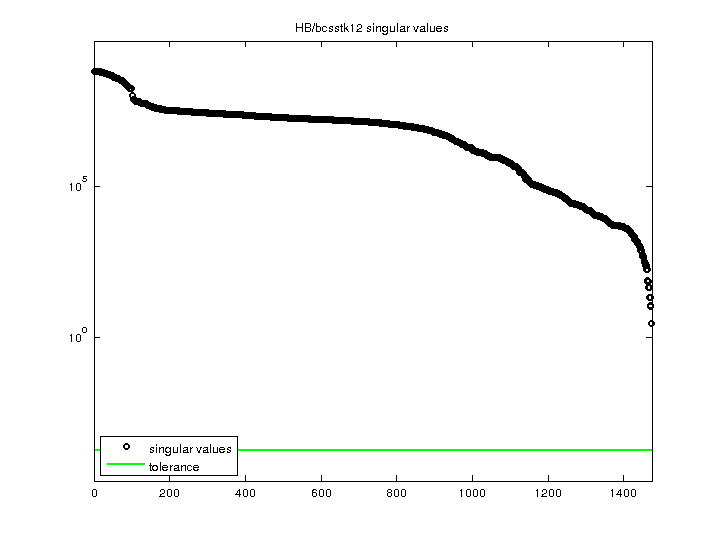 HB/bcsstk12 singular values
10^5
10^0
singular values
tolerance
0 200 400 600 800 1000 1200 1400